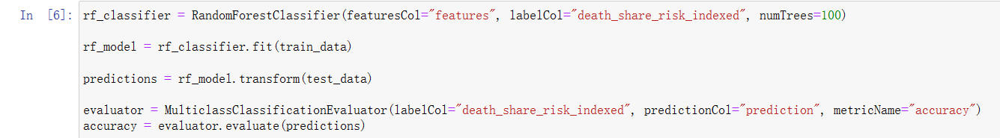 In [6]: rf_classifier = RandomForestClassifier(featuresCol="features", labelCol="death_share_risk_indexed", numTrees=100)
rf_model = rf_classifier.fit(train_data)
predictions = rf_model.transform(test_data)
evaluator = MulticlassClassificationEvaluator(labelCol="death_share_risk_indexed", predictionCol="prediction", metricName="accuracy")
accuracy = evaluator.evaluate(predictions)